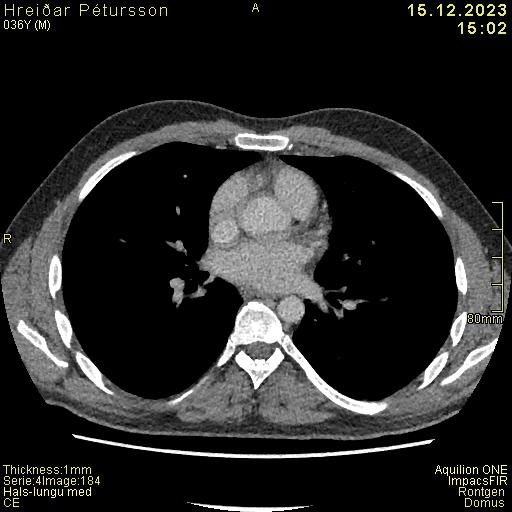 Hreiðar Pétursson
036Y (M)
A
15.12.2023
15:02
R
80mm
Thickness:1mm
Serie:4Image:184
Hals-lungu med
CE
Aquilion ONE
ImpacsFIR
Rontgen
Domus